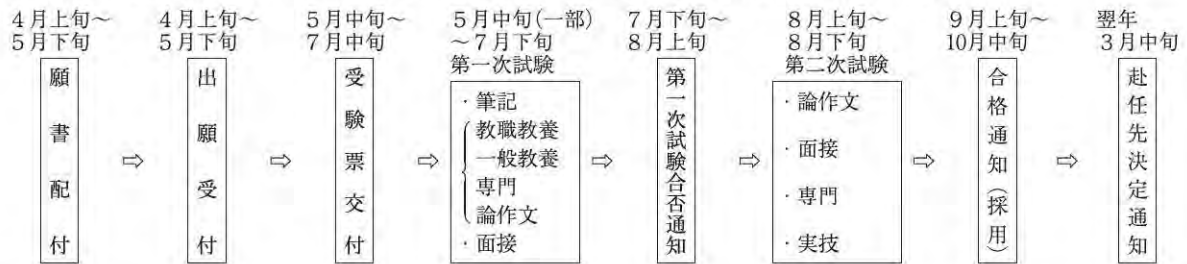 ４月上旬～
５月下旬
願書配付
⇨
４月上旬～
５月下旬
出願受付
⇨
５月中旬～
７月中旬
受験票交付
⇨
５月中旬（一部）
～７月下旬
第一次試験
・筆記
教職教養
一般教養
専門
論作文
・面接
⇨
７月下旬～
８月上旬
第一次試験合否通知
⇨
８月上旬～
８月下旬
第二次試験
・論作文
・面接
・専門
・実技
⇨
９月上旬～
10月中旬
合格通知（採用）
⇨
翌年
３月中旬
赴任先決定通知